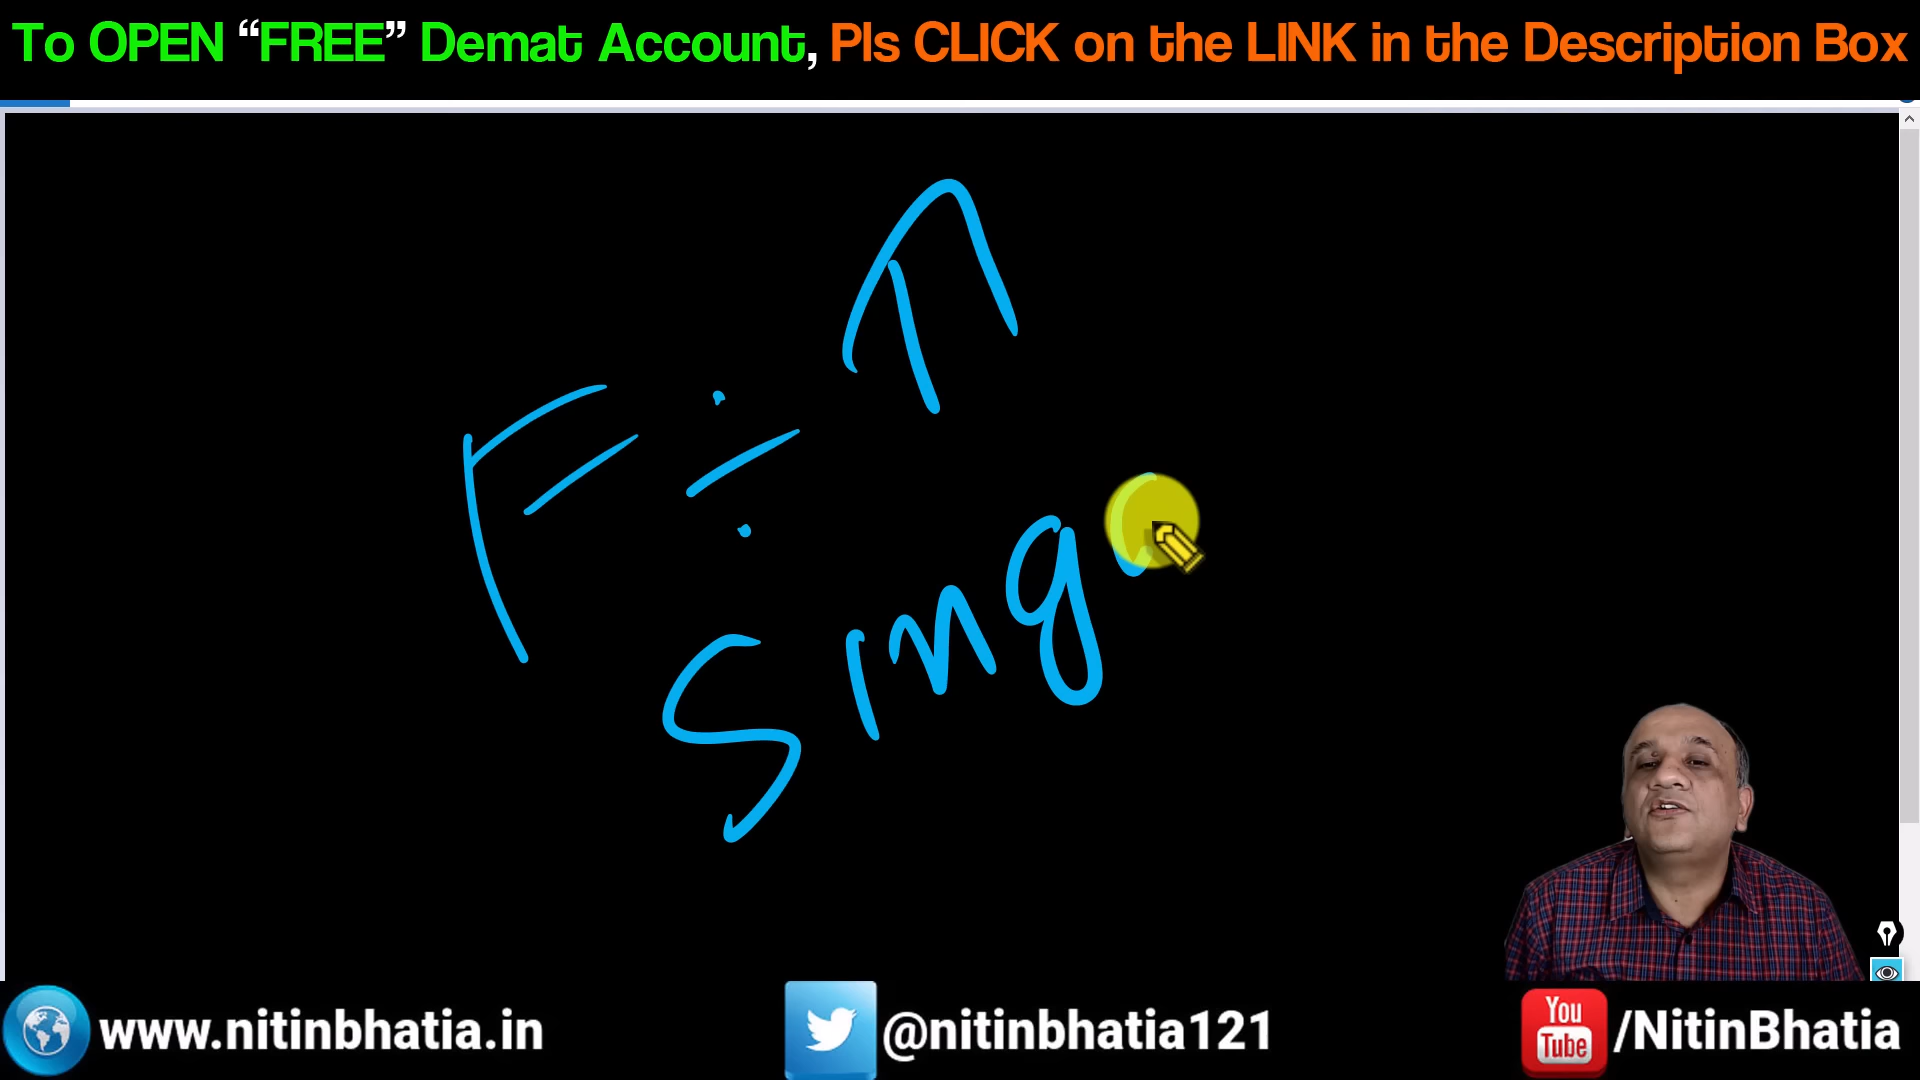 To OPEN “FREE” Demat Account, Pls CLICK on the LINK in the Description Box
F ÷
Sing
www.nitinbhatia.in
@nitinbhatia121
You
Tube
/NitinBhatia